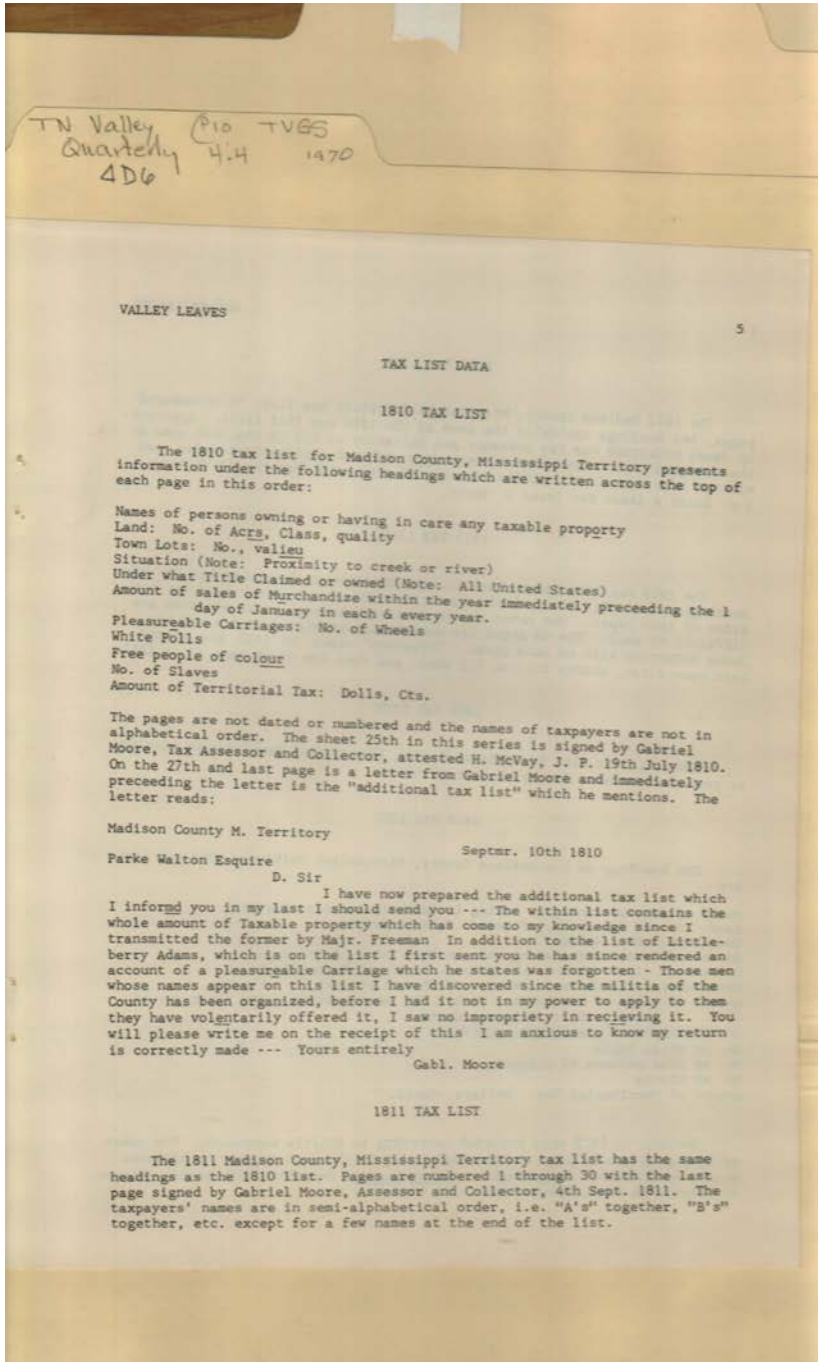 TN Valley (P10 TVGS
Quarterly 4.4 1970
4D6
VALLEY LEAVES
5
TAX LIST DATA
1810 TAX LIST
The 1810 tax list for Madison County, Mississippi Territory presents
information under the following headings which are written across the top of
each page in this order:
Names of persons owning or having in care any taxable proporty
Land: No. of Acrs, Class, quality
Town Lots: No., valieu
Situation (Note: Proximity to creek or river)
Under what Title Claimed or owned (Note: All United States)
Amount of sales of Murchandize within the year immediately preceeding the 1
day of January in each & every year.
Pleasureable Carriages: No. of Wheels
White Polls
Free people of colour
No. of Slaves
Amount of Territorial Tax: Dolls, Cts.
The pages are not dated or numbered and the names of taxpayers are not in
alphabetical order. The sheet 25th in this series is signed by Gabriel
Moore, Tax Assessor and Collector, attested H. McVay, J. P. 19th July 1810.
On the 27th and last page is a letter from Gabriel Moore and immediately
preceeding the letter is the "additional tax list" which he mentions. The
letter reads:
Madison County M. Territory
Septmr. 10th 1810
Parke Walton Esquire
D. Sir
I have now prepared the additional tax list which
I informd you in my last I should send you --- The within list contains the
whole amount of Taxable property which has come to my knowledge since I
transmitted the former by Majr. Freeman In addition to the list of Little-
berry Adams, which is on the list I first sent you he has since rendered an
account of a pleasureable Carriage which he states was forgotten - Those men
whose names appear on this list I have discovered since the militia of the
County has been organized, before I had it not in my power to apply to them
they have volentarily offered it, I saw no impropriety in recieving it. You
will please write me on the receipt of this I am anxious to know my return
is correctly made --- Yours entirely
Gabl. Moore
1811 TAX LIST
The 1811 Madison County, Mississippi Territory tax list has the same
headings as the 1810 list. Pages are numbered 1 through 30 with the last
page signed by Gabriel Moore, Assessor and Collector, 4th Sept. 1811. The
taxpayers' names are in semi-alphabetical order, i.e. "A's" together, "B's"
together, etc. except for a few names at the end of the list.